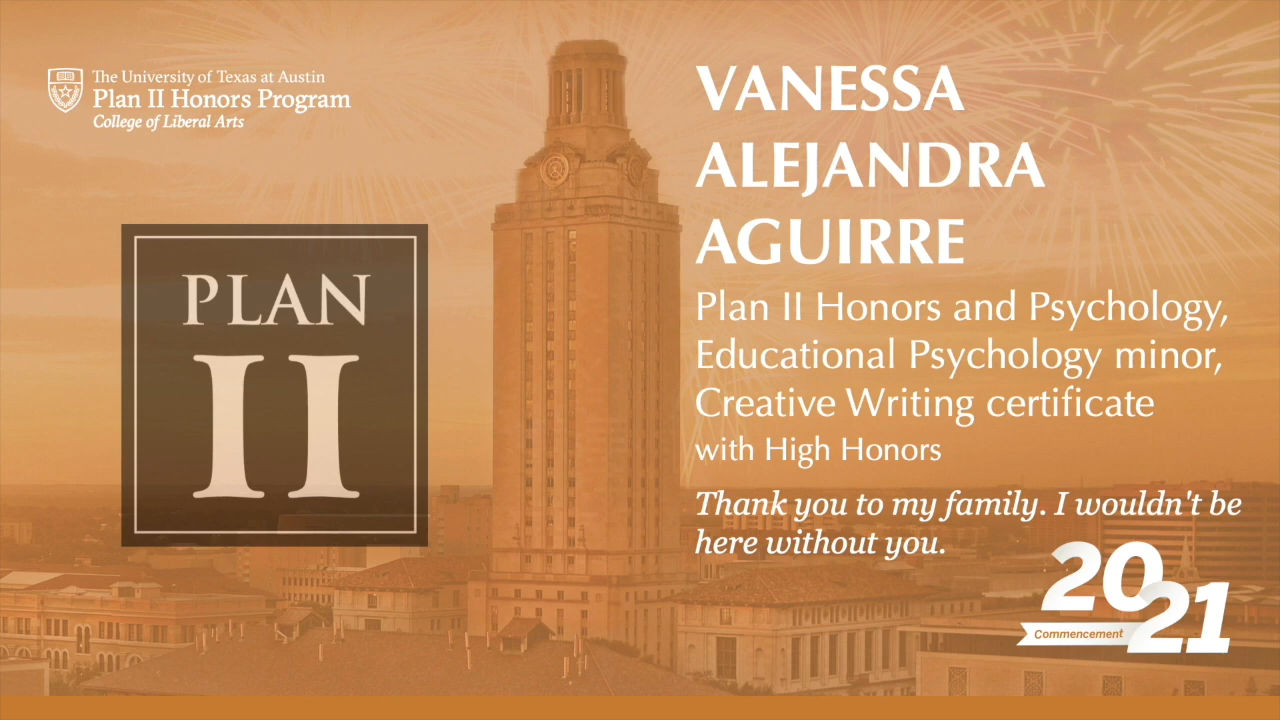 The University of Texas at Austin
Plan II Honors Program
College of Liberal Arts
PLAN
II
VANESSA
ALEJANDRA
AGUIRRE
Plan II Honors and Psychology,
Educational Psychology minor,
Creative Writing certificate
with High Honors
Thank you to my family. I wouldn't be
here without you.
2021
Commencement